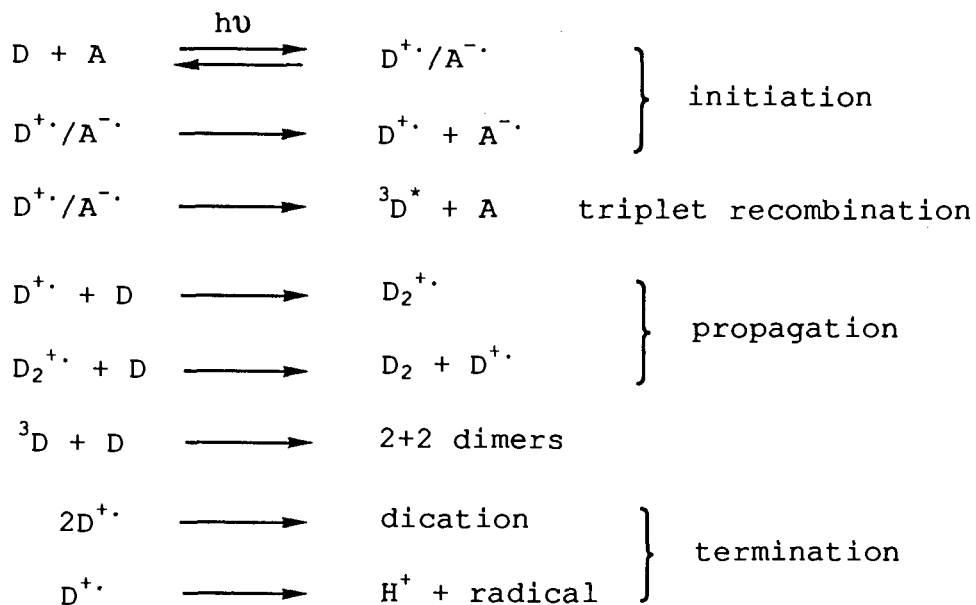 hυ
D + A ⇌ D⁺·/A⁻·
D⁺·/A⁻· ⟶ D⁺· + A⁻·
initiation
D⁺·/A⁻· ⟶ ³D* + A triplet recombination
D⁺· + D ⟶ D₂⁺·
D₂⁺· + D ⟶ D₂ + D⁺·
propagation
³D + D ⟶ 2+2 dimers
2D⁺· ⟶ dication
D⁺· ⟶ H⁺ + radical
termination